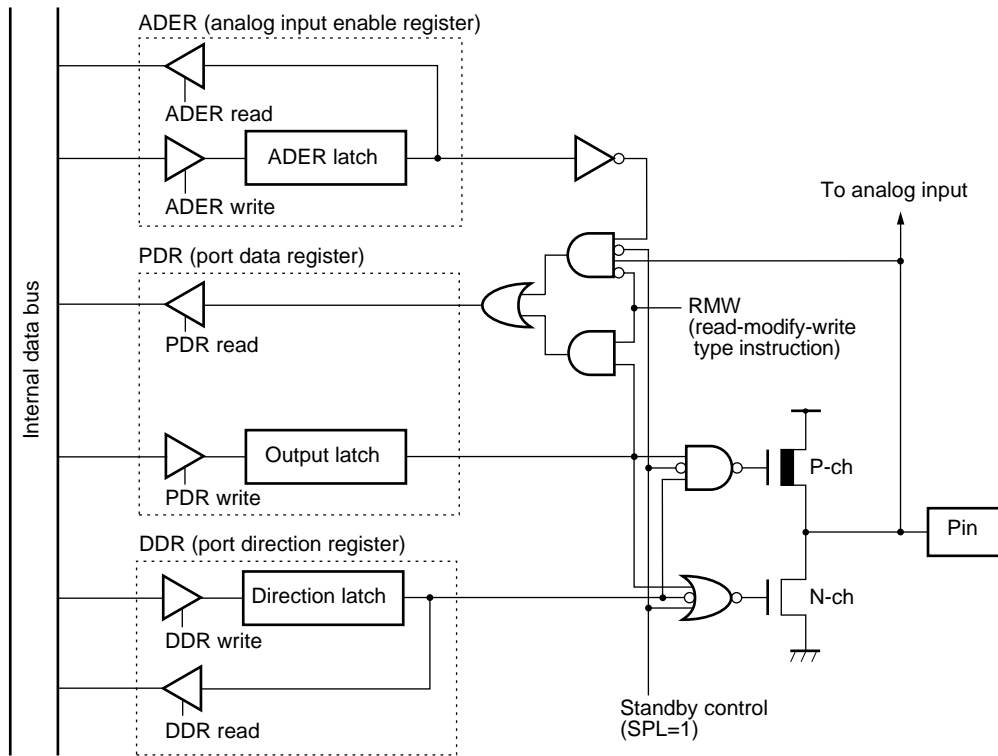 ADER (analog input enable register)
ADER read
ADER latch
ADER write
To analog input
PDR (port data register)
RMW
(read-modify-write
type instruction)
PDR read
Internal data bus
Output latch
P-ch
PDR write
Pin
DDR (port direction register)
Direction latch
N-ch
DDR write
Standby control
(SPL=1)
DDR read